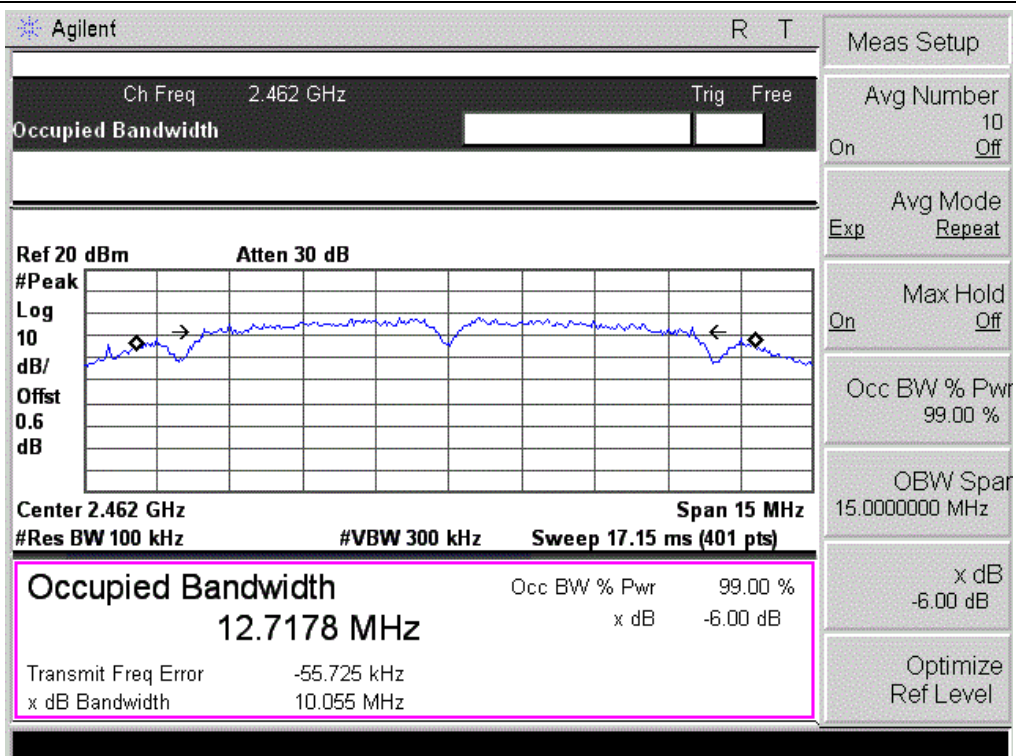 Agilent R T
Ch Freq 2.462 GHz Trig Free
Occupied Bandwidth
Ref 20 dBm Atten 30 dB
#Peak
Log
10
dB/
Offst
0.6
dB
Center 2.462 GHz Span 15 MHz
#Res BW 100 kHz #VBW 300 kHz Sweep 17.15 ms (401 pts)
Occupied Bandwidth
12.7178 MHz
Occ BW % Pwr 99.00 %
x dB -6.00 dB
Transmit Freq Error -55.725 kHz
x dB Bandwidth 10.055 MHz
Meas Setup
Avg Number
10
On Off
Avg Mode
Exp Repeat
Max Hold
On Off
Occ BW % Pwr
99.00 %
OBW Span
15.0000000 MHz
x dB
-6.00 dB
Optimize
Ref Level